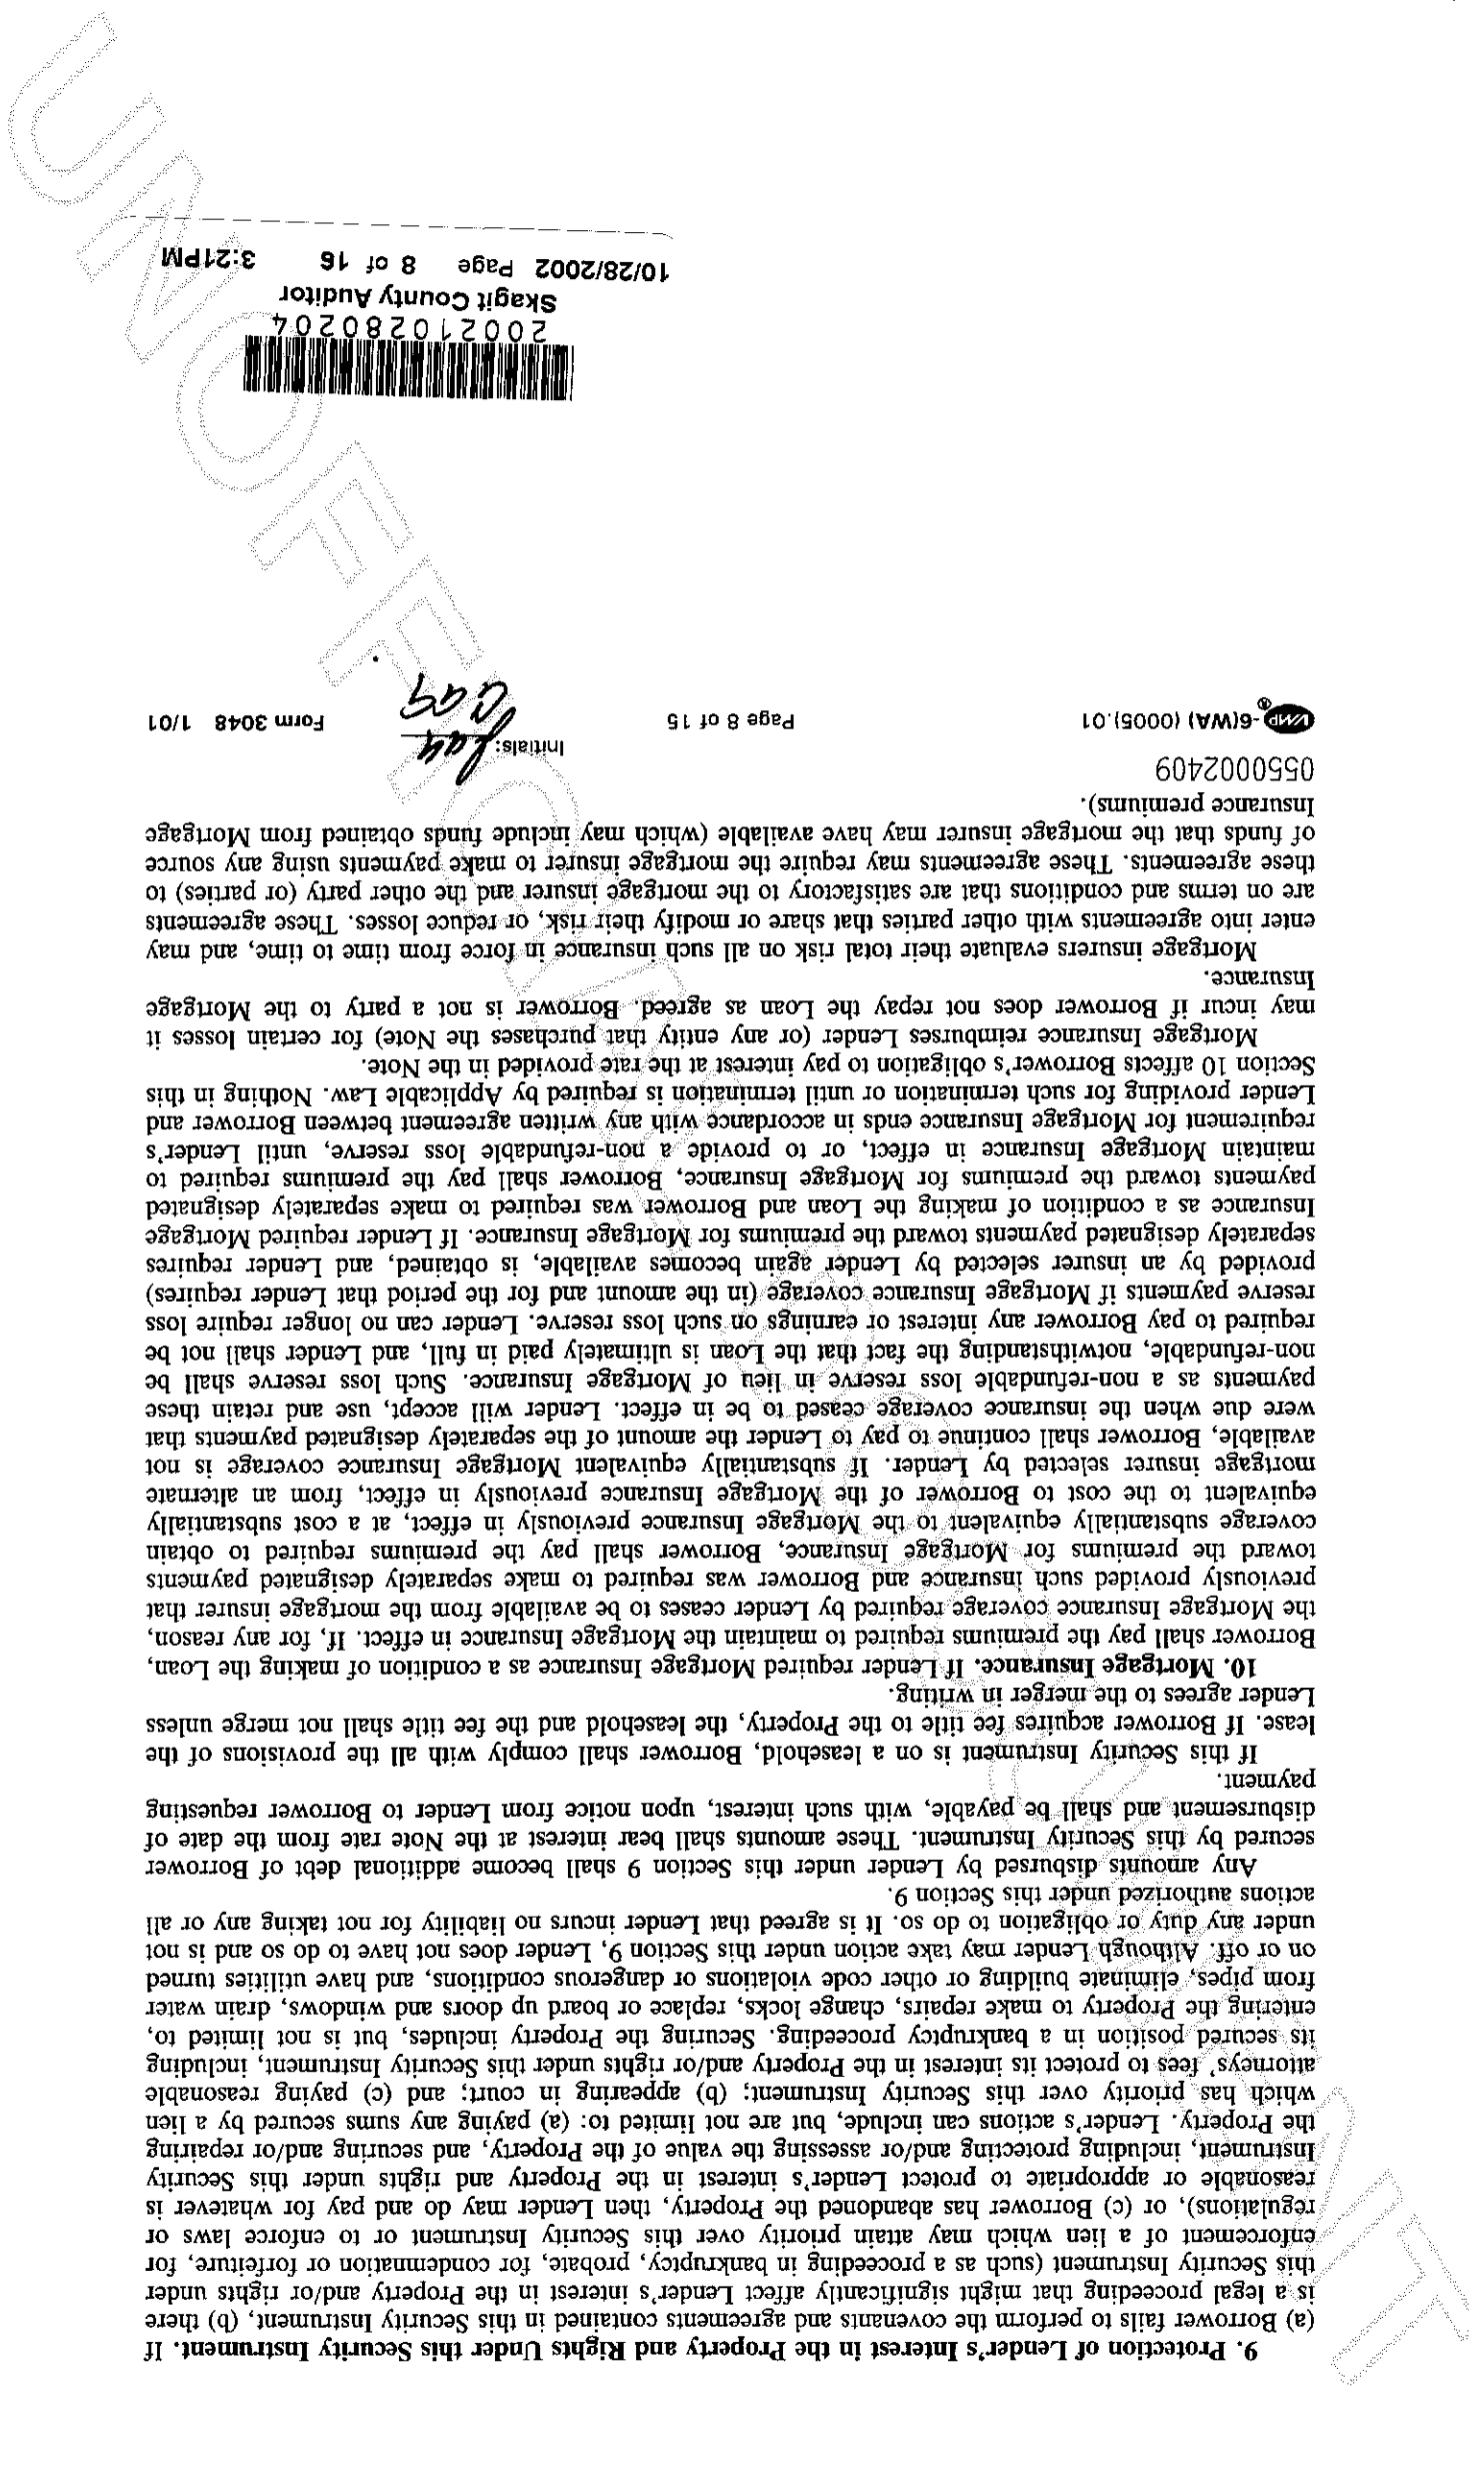 9. Protection of Lender's Interest in the Property and Rights Under this Security Instrument. If
(a) Borrower fails to perform the covenants and agreements contained in this Security Instrument, (b) there
is a legal proceeding that might significantly affect Lender's interest in the Property and/or rights under
this Security Instrument (such as a proceeding in bankruptcy, probate, for condemnation or forfeiture, for
enforcement of a lien which may attain priority over this Security Instrument or to enforce laws or
regulations), or (c) Borrower has abandoned the Property, then Lender may do and pay for whatever is
reasonable or appropriate to protect Lender's interest in the Property and rights under this Security
Instrument, including protecting and/or assessing the value of the Property, and securing and/or repairing
the Property. Lender's actions can include, but are not limited to: (a) paying any sums secured by a lien
which has priority over this Security Instrument; (b) appearing in court; and (c) paying reasonable
attorneys' fees to protect its interest in the Property and/or rights under this Security Instrument, including
its secured position in a bankruptcy proceeding. Securing the Property includes, but is not limited to,
entering the Property to make repairs, change locks, replace or board up doors and windows, drain water
from pipes, eliminate building or other code violations or dangerous conditions, and have utilities turned
on or off. Although Lender may take action under this Section 9, Lender does not have to do so and is not
under any duty or obligation to do so. It is agreed that Lender incurs no liability for not taking any or all
actions authorized under this Section 9.
Any amounts disbursed by Lender under this Section 9 shall become additional debt of Borrower
secured by this Security Instrument. These amounts shall bear interest at the Note rate from the date of
disbursement and shall be payable, with such interest, upon notice from Lender to Borrower requesting
payment.
If this Security Instrument is on a leasehold, Borrower shall comply with all the provisions of the
lease. If Borrower acquires fee title to the Property, the leasehold and the fee title shall not merge unless
Lender agrees to the merger in writing.
10. Mortgage Insurance. If Lender required Mortgage Insurance as a condition of making the Loan,
Borrower shall pay the premiums required to maintain the Mortgage Insurance in effect. If, for any reason,
the Mortgage Insurance coverage required by Lender ceases to be available from the mortgage insurer that
previously provided such insurance and Borrower was required to make separately designated payments
toward the premiums for Mortgage Insurance, Borrower shall pay the premiums required to obtain
coverage substantially equivalent to the Mortgage Insurance previously in effect, at a cost substantially
equivalent to the cost to Borrower of the Mortgage Insurance previously in effect, from an alternate
mortgage insurer selected by Lender. If substantially equivalent Mortgage Insurance coverage is not
available, Borrower shall continue to pay to Lender the amount of the separately designated payments that
were due when the insurance coverage ceased to be in effect. Lender will accept, use and retain these
payments as a non-refundable loss reserve in lieu of Mortgage Insurance. Such loss reserve shall be
non-refundable, notwithstanding the fact that the Loan is ultimately paid in full, and Lender shall not be
required to pay Borrower any interest or earnings on such loss reserve. Lender can no longer require loss
reserve payments if Mortgage Insurance coverage (in the amount and for the period that Lender requires)
provided by an insurer selected by Lender again becomes available, is obtained, and Lender requires
separately designated payments toward the premiums for Mortgage Insurance. If Lender required Mortgage
Insurance as a condition of making the Loan and Borrower was required to make separately designated
payments toward the premiums for Mortgage Insurance, Borrower shall pay the premiums required to
maintain Mortgage Insurance in effect, or to provide a non-refundable loss reserve, until Lender's
requirement for Mortgage Insurance ends in accordance with any written agreement between Borrower and
Lender providing for such termination or until termination is required by Applicable Law. Nothing in this
Section 10 affects Borrower's obligation to pay interest at the rate provided in the Note.
Mortgage Insurance reimburses Lender (or any entity that purchases the Note) for certain losses it
may incur if Borrower does not repay the Loan as agreed. Borrower is not a party to the Mortgage
Insurance.
Mortgage insurers evaluate their total risk on all such insurance in force from time to time, and may
enter into agreements with other parties that share or modify their risk, or reduce losses. These agreements
are on terms and conditions that are satisfactory to the mortgage insurer and the other party (or parties) to
these agreements. These agreements may require the mortgage insurer to make payments using any source
of funds that the mortgage insurer may have available (which may include funds obtained from Mortgage
Insurance premiums).
0550002409
Initials:
VMP®-6(WA) (0005).01 Page 8 of 15 Form 3048 1/01
200210280204
Skagit County Auditor
10/28/2002 Page 8 of 16 3:21PM
UNOFFICIAL DOCUMENT